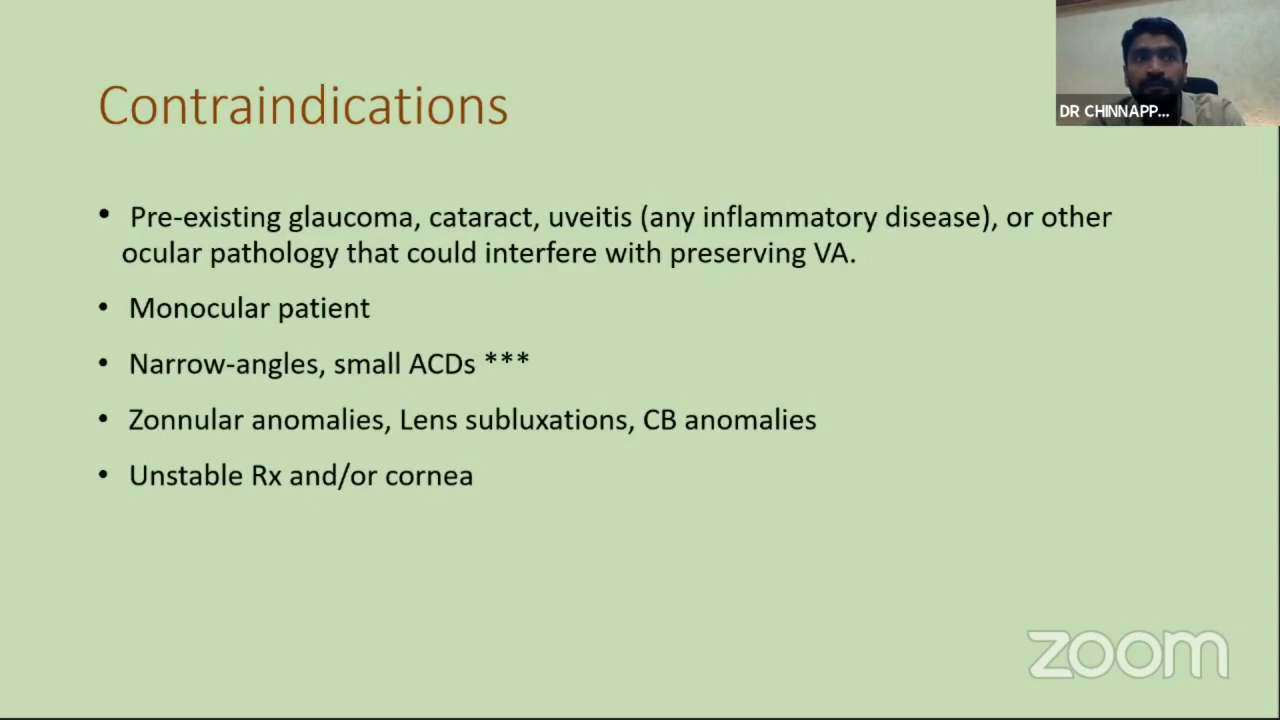 Contraindications
DR CHINNAPP...
• Pre-existing glaucoma, cataract, uveitis (any inflammatory disease), or other
ocular pathology that could interfere with preserving VA.
• Monocular patient
• Narrow-angles, small ACDs ***
• Zonnular anomalies, Lens subluxations, CB anomalies
• Unstable Rx and/or cornea
zoom